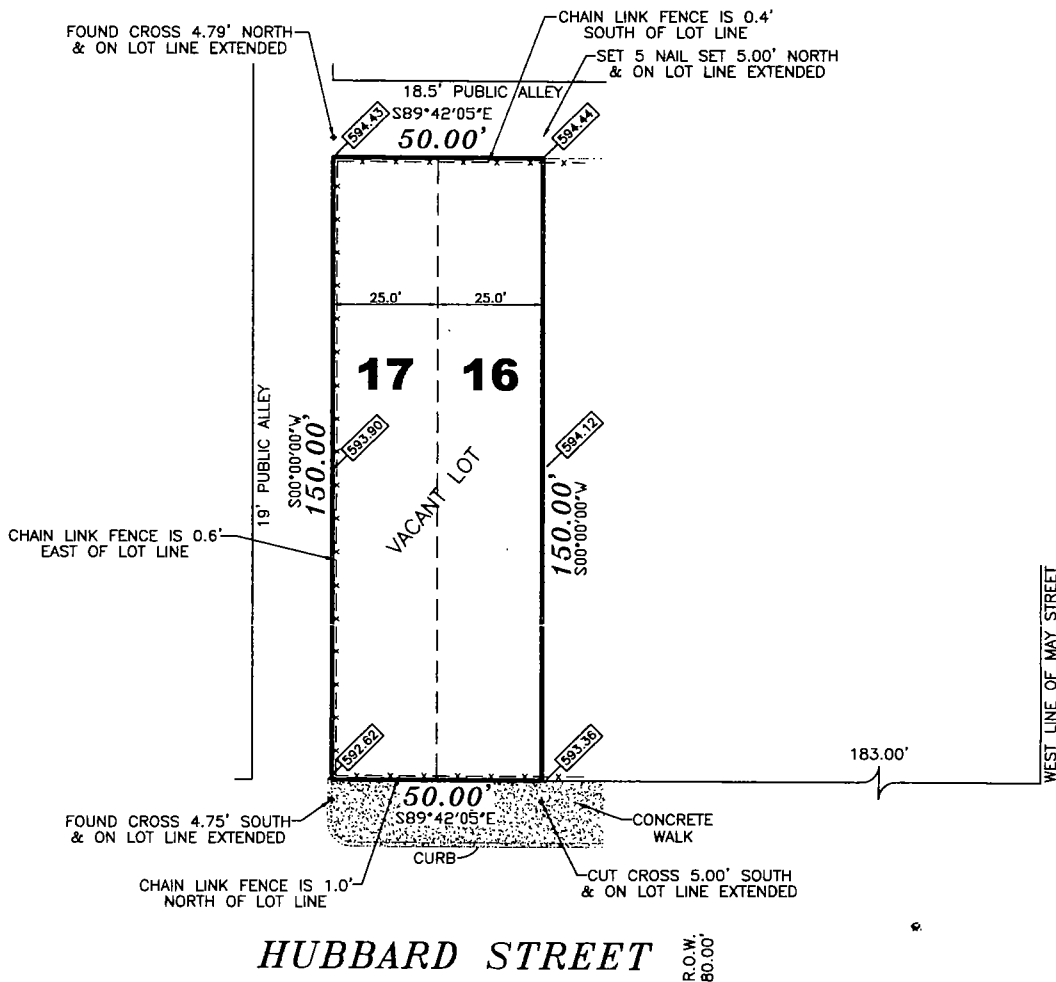 FOUND CROSS 4.79' NORTH
& ON LOT LINE EXTENDED
CHAIN LINK FENCE IS 0.4'
SOUTH OF LOT LINE
SET 5 NAIL SET 5.00' NORTH
& ON LOT LINE EXTENDED
18.5' PUBLIC ALLEY
S89°42'05"E
50.00'
594.43
594.44
25.0'
25.0'
17
16
19' PUBLIC ALLEY
S00°00'00"W
150.00'
593.90
594.12
VACANT LOT
150.00'
S00°00'00"W
CHAIN LINK FENCE IS 0.6'
EAST OF LOT LINE
WEST LINE OF MAY STREET
592.62
593.36
183.00'
50.00'
S89°42'05"E
FOUND CROSS 4.75' SOUTH
& ON LOT LINE EXTENDED
CONCRETE
WALK
CURB
CHAIN LINK FENCE IS 1.0'
NORTH OF LOT LINE
CUT CROSS 5.00' SOUTH
& ON LOT LINE EXTENDED
HUBBARD STREET
R.O.W.
80.00'